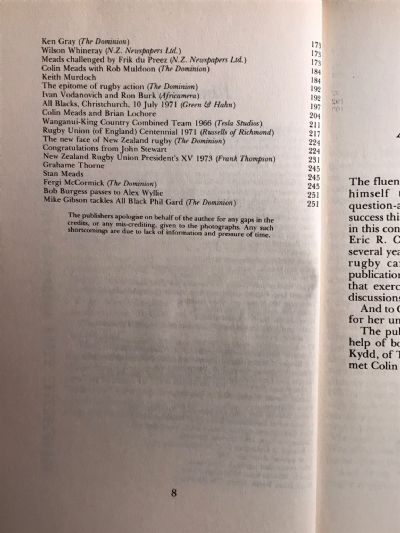 Ken Gray (The Dominion) 173
Wilson Whineray (N.Z. Newspapers Ltd.) 173
Meads challenged by Frik du Preez (N.Z. Newspapers Ltd.) 173
Colin Meads with Rob Muldoon (The Dominion) 184
Keith Murdoch 184
The epitome of rugby action (The Dominion) 192
Ivan Vodanovich and Ron Burk (Africamera) 192
All Blacks, Christchurch, 10 July 1971 (Green & Hahn) 197
Colin Meads and Brian Lochore 204
Wanganui-King Country Combined Team 1966 (Tesla Studios) 211
Rugby Union (of England) Centennial 1971 (Russells of Richmond) 217
The new face of New Zealand rugby (The Dominion) 224
Congratulations from John Stewart 224
New Zealand Rugby Union President's XV 1973 (Frank Thompson) 231
Grahame Thorne 245
Stan Meads 245
Fergi McCormick (The Dominion) 245
Bob Burgess passes to Alex Wyllie 251
Mike Gibson tackles All Black Phil Gard (The Dominion) 251
The publishers apologise on behalf of the author for any gaps in the
credits, or any mis-crediting, given to the photographs. Any such
shortcomings are due to lack of information and pressure of time.
8
The fluen
himself
question-a
success thi
in this con
Eric R. C
several yea
rugby ca
publication
that exerc
discussions
And to C
for her un
The pub
help of bo
Kydd, of T
met Colin